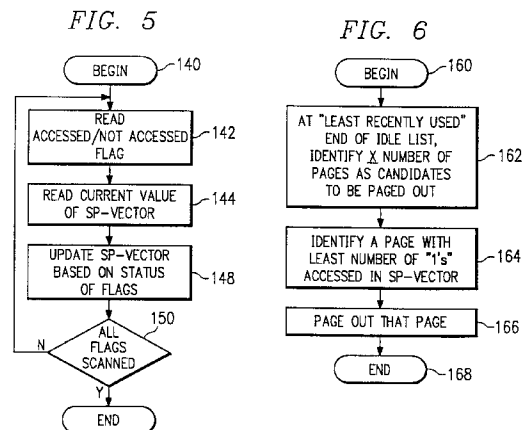 FIG. 5
BEGIN
140
READ
ACCESSED/NOT ACCESSED
FLAG
142
READ CURRENT VALUE
OF SP-VECTOR
144
UPDATE SP-VECTOR
BASED ON STATUS
OF FLAGS
148
150
ALL
FLAGS
SCANNED
N
Y
END
FIG. 6
BEGIN
160
AT "LEAST RECENTLY USED"
END OF IDLE LIST,
IDENTIFY X NUMBER OF
PAGES AS CANDIDATES
TO BE PAGED OUT
162
IDENTIFY A PAGE WITH
LEAST NUMBER OF "1's"
ACCESSED IN SP-VECTOR
164
PAGE OUT THAT PAGE
166
END
168